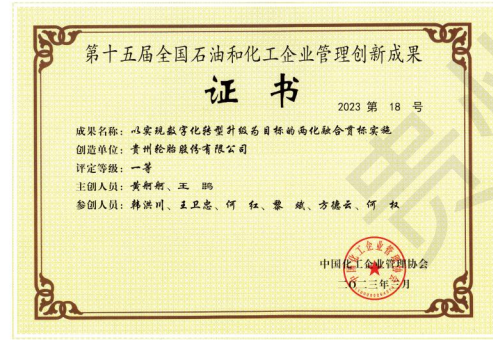 第十五届全国石油和化工企业管理创新成果
证 书
2023 第 18 号
成果名称：以实现数字化转型升级为目标的两化融合贯标实施
创造单位：贵州轮胎股份有限公司
评定等级：一等
主创人员：黄舸舸、王 鹍
参创人员：韩洪川、王卫忠、何 红、黎 斌、方德云、何 权
中国化工企业管理协会
二〇二三年三月